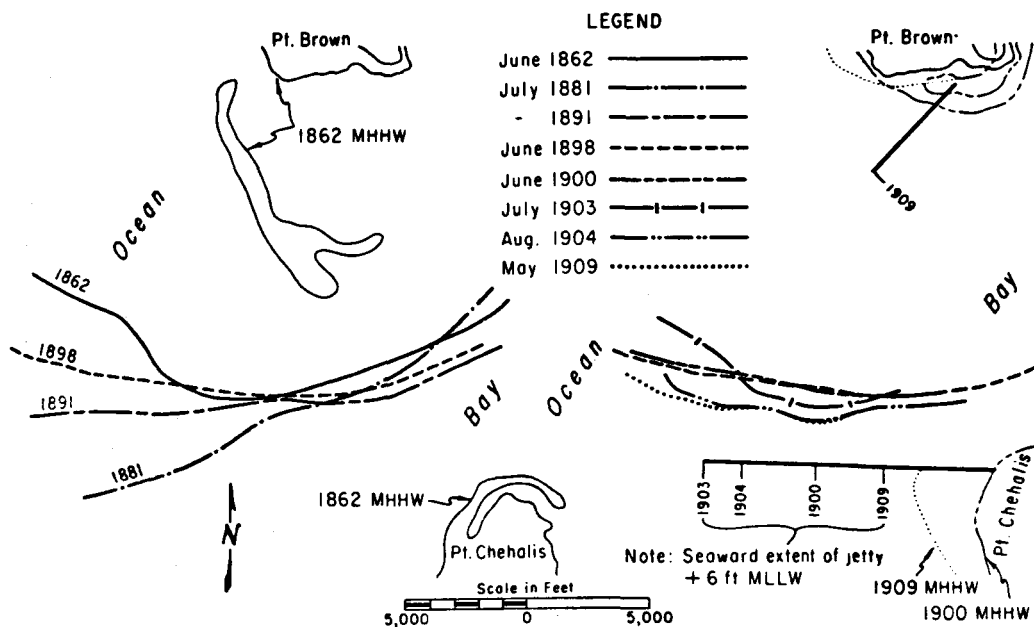 LEGEND
June 1862
July 1881
- 1891
June 1898
June 1900
July 1903
Aug. 1904
May 1909
Pt. Brown
1862 MHHW
Ocean
1862
1898
1891
1881
Bay
N
1862 MHHW
Pt. Chehalis
Scale in Feet
5,000 0 5,000
Pt. Brown
1909
Bay
Ocean
1903
1904
1900
1909
Pt. Chehalis
Note: Seaward extent of jetty
+ 6 ft MLLW
1909 MHHW
1900 MHHW